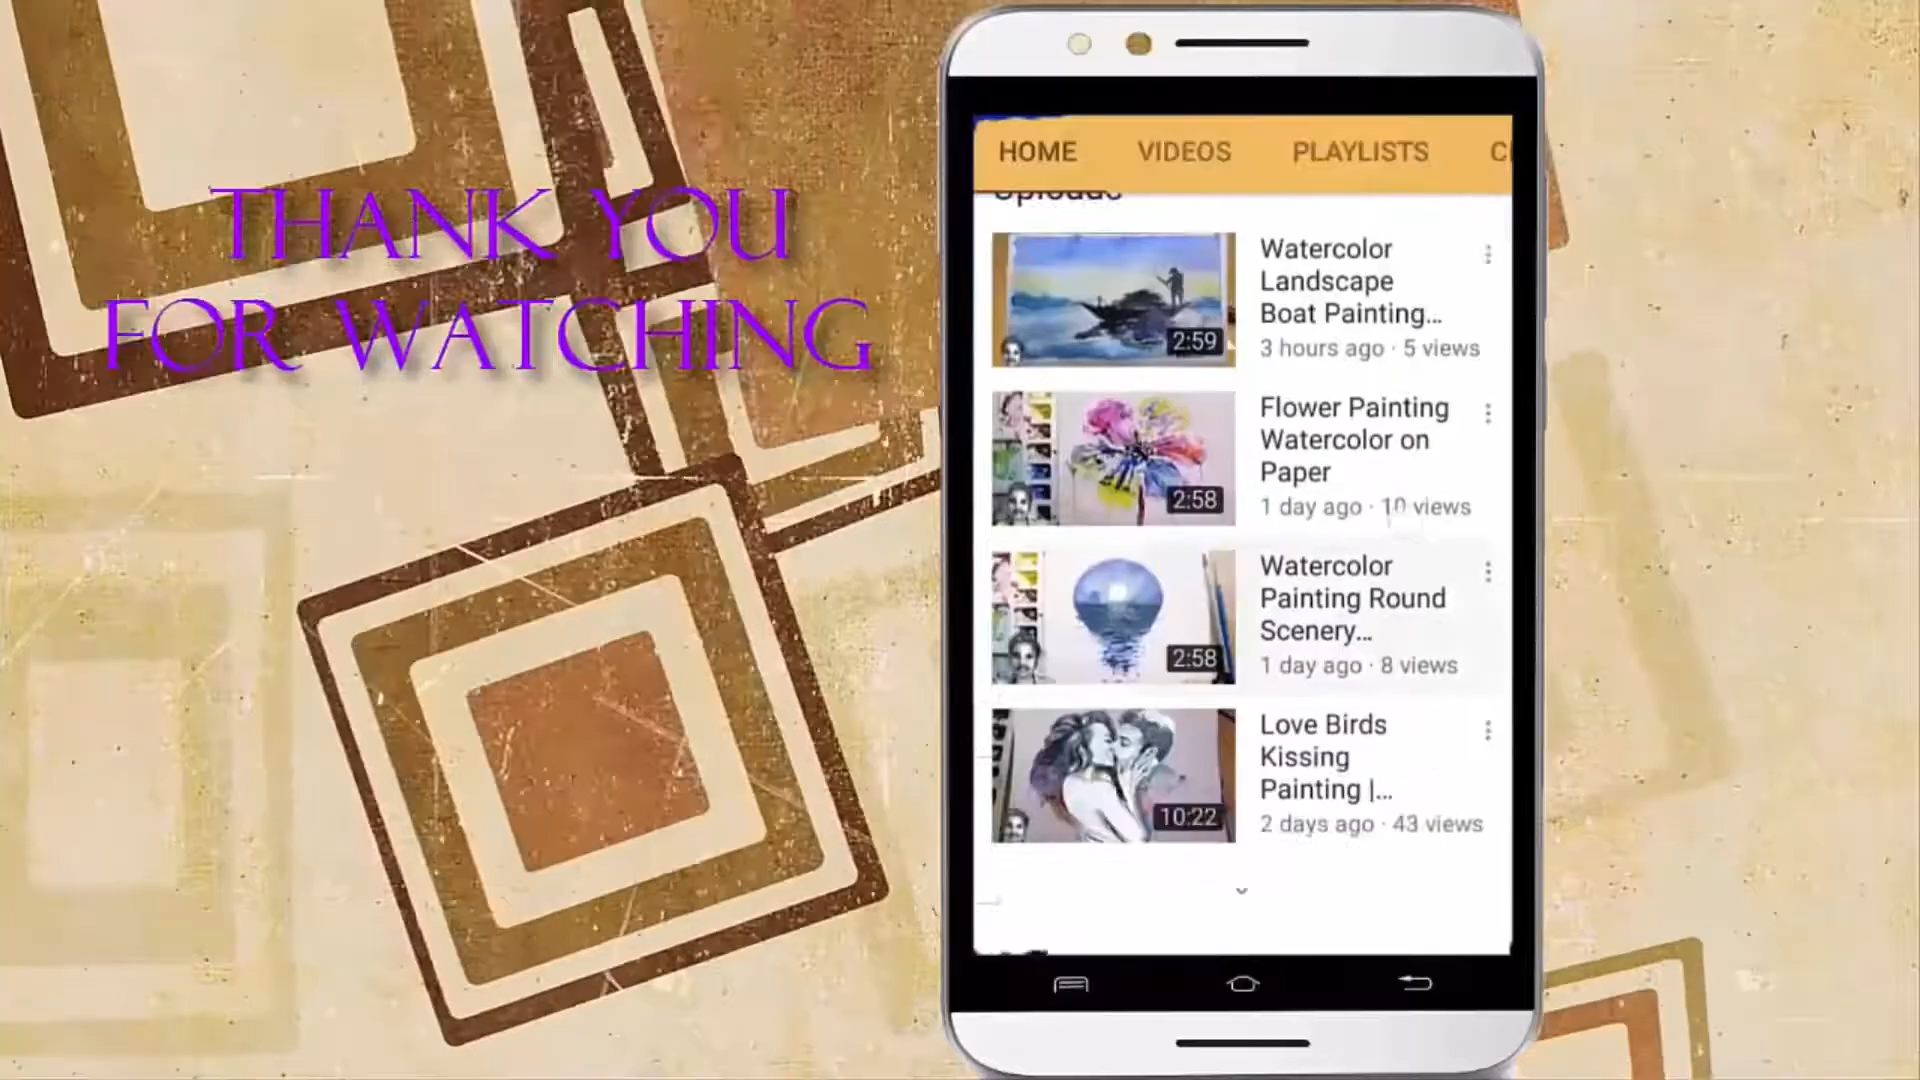 THANK YOU
FOR WATCHING
HOME VIDEOS PLAYLISTS
Uploads
Watercolor
Landscape
Boat Painting...
3 hours ago · 5 views
2:59
Flower Painting
Watercolor on
Paper
1 day ago · 10 views
2:58
Watercolor
Painting Round
Scenery...
1 day ago · 8 views
2:58
Love Birds
Kissing
Painting |...
2 days ago · 43 views
10:22